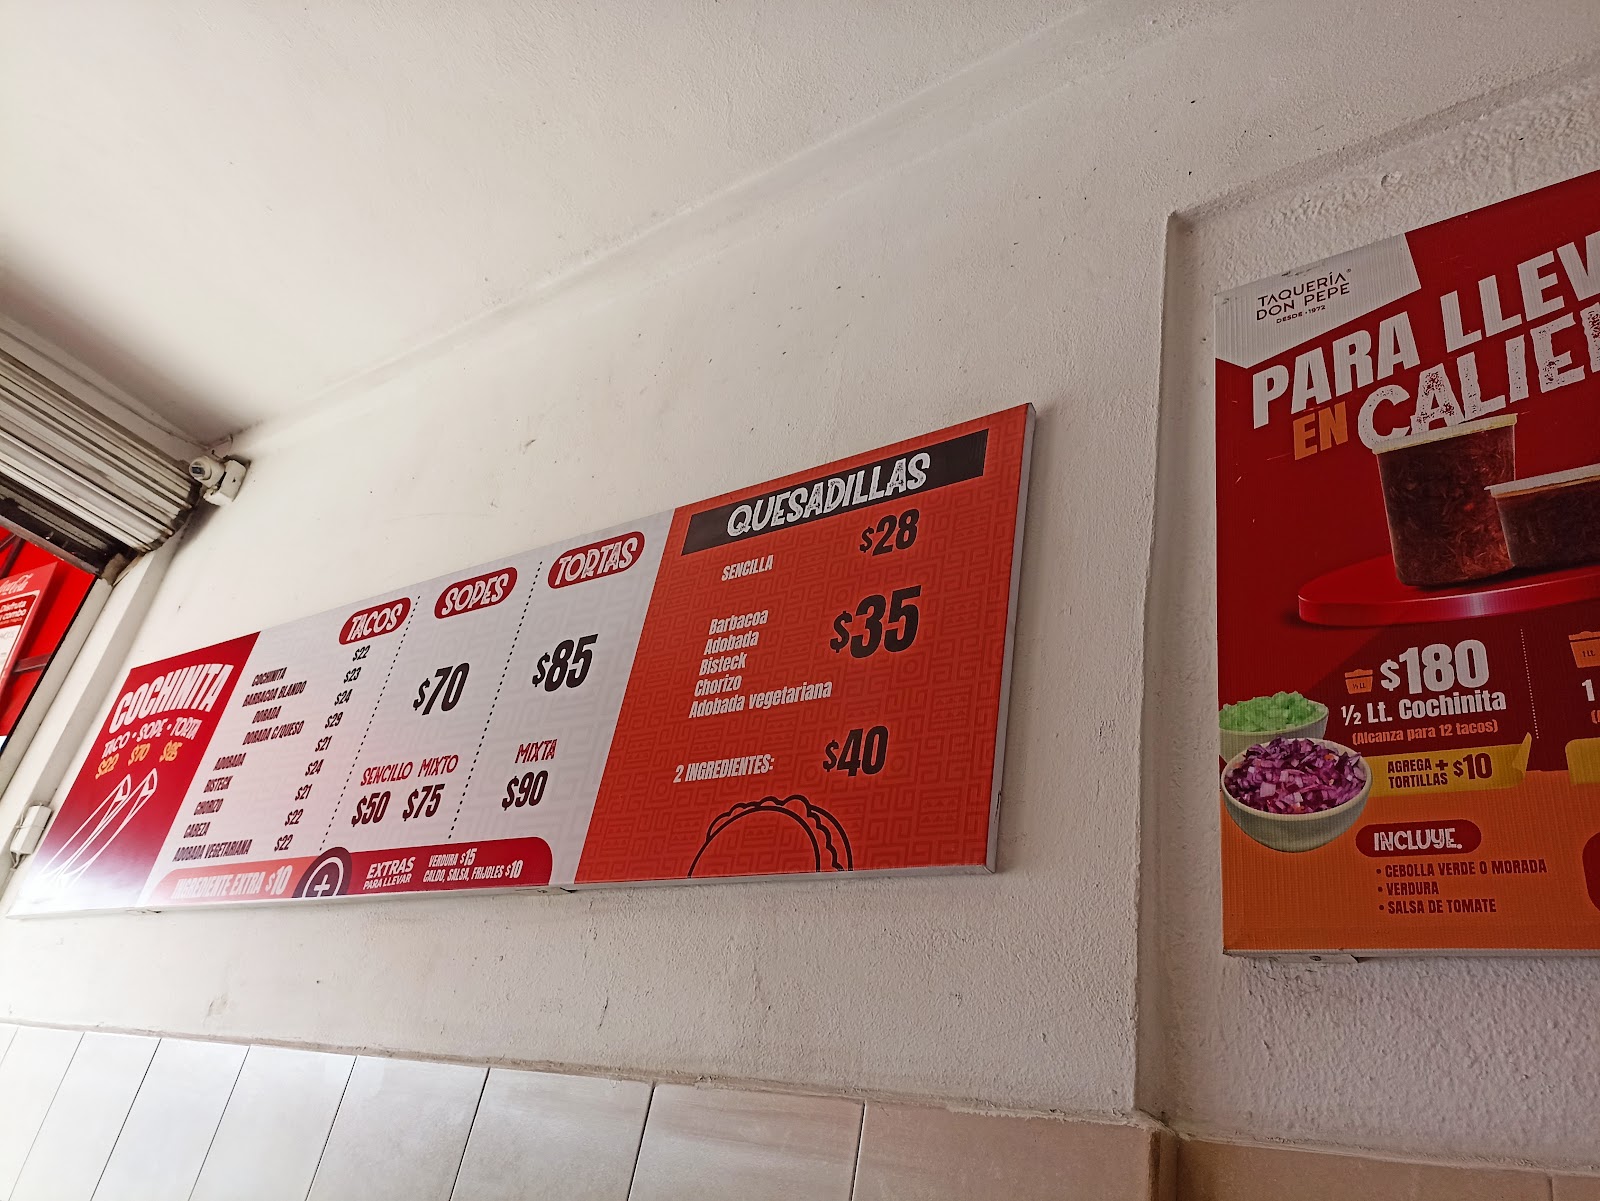 COCHINITA
TACO • SOPE • TORTA
$22 $70 $85
TACOS
COCHINITA $22
BARBACOA BLANDO $23
DORADA $24
DORADA C/QUESO $29
ADOBADA $21
BISTECK $24
CHORIZO $21
CABEZA $22
ADOBADA VEGETARIANA $22
INGREDIENTE EXTRA $10
SOPES
$70
SENCILLO MIXTO
$50 $75
TORTAS
$85
MIXTA
$90
EXTRAS
PARA LLEVAR
VERDURA $15
CALDO, SALSA, FRIJOLES $10
QUESADILLAS
SENCILLA $28
Barbacoa
Adobada
Bisteck
Chorizo
Adobada vegetariana
$35
2 INGREDIENTES: $40
TAQUERÍA
DON PEPE
DESDE • 1972
PARA LLEV
EN CALIE
½ Lt.
$180
½ Lt. Cochinita
(Alcanza para 12 tacos)
AGREGA +
TORTILLAS $10
INCLUYE.
• CEBOLLA VERDE O MORADA
• VERDURA
• SALSA DE TOMATE
1